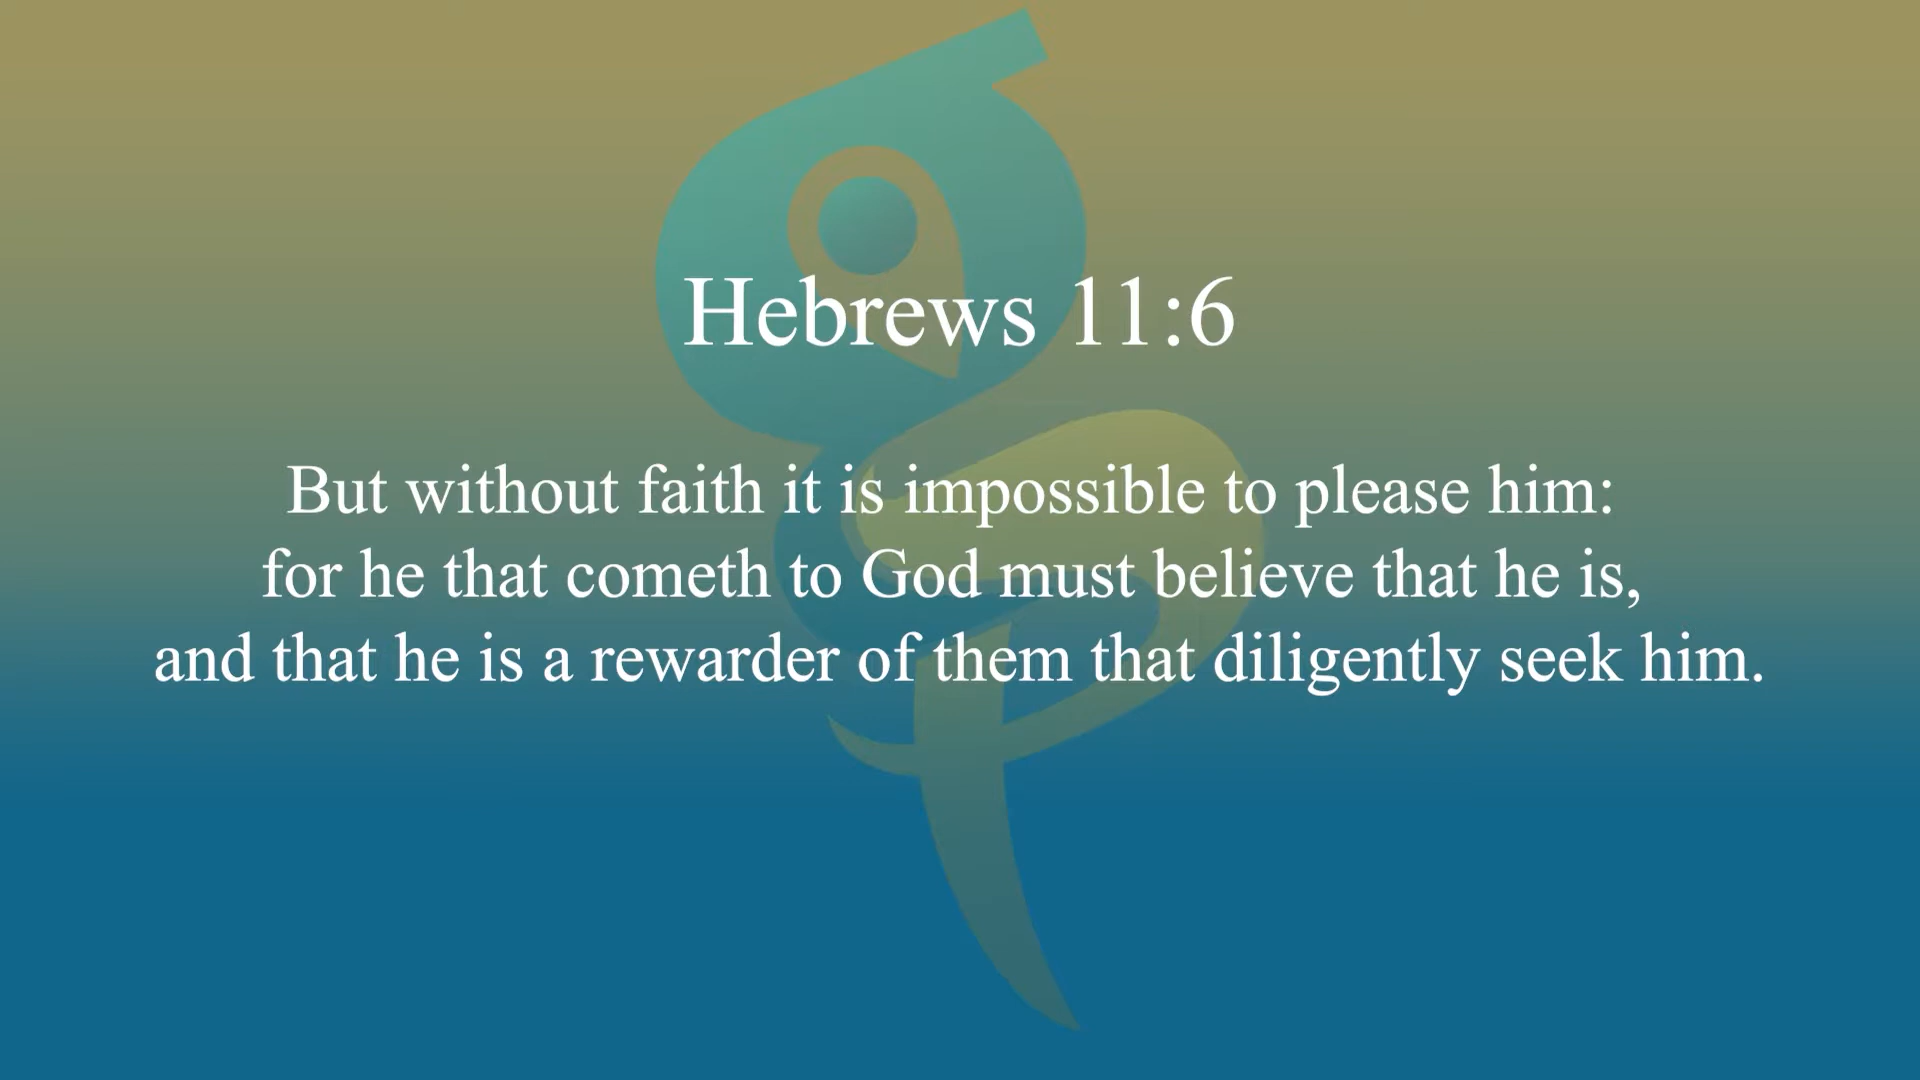 Hebrews 11:6
But without faith it is impossible to please him:
for he that cometh to God must believe that he is,
and that he is a rewarder of them that diligently seek him.